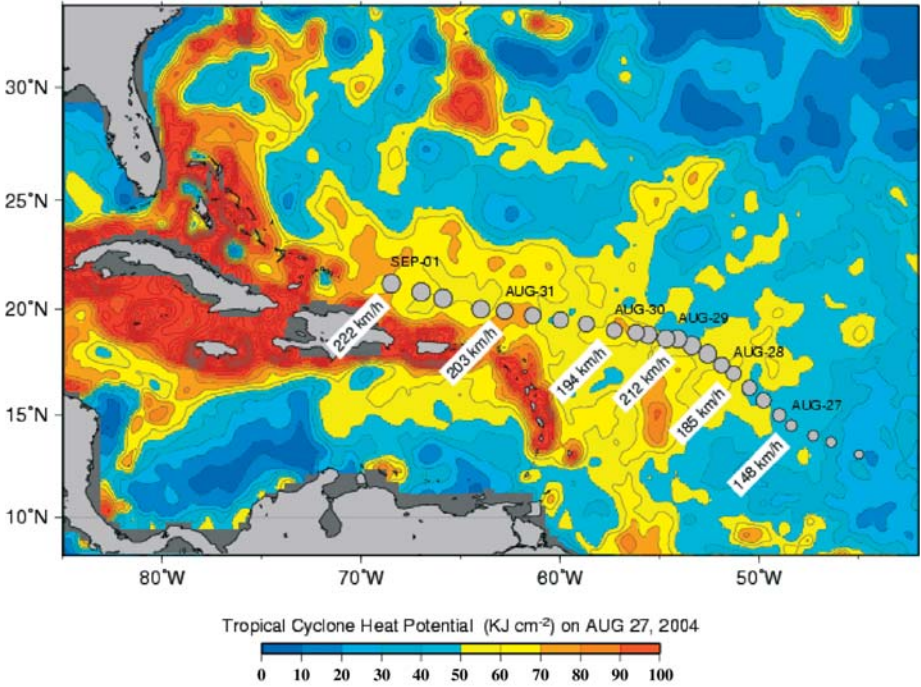 30°N
25°N
20°N
15°N
10°N
SEP-01
AUG-31
AUG-30
AUG-29
AUG-28
AUG-27
222 km/h
203 km/h
194 km/h
212 km/h
185 km/h
148 km/h
80°W 70°W 60°W 50°W
Tropical Cyclone Heat Potential (KJ cm⁻²) on AUG 27, 2004
0 10 20 30 40 50 60 70 80 90 100